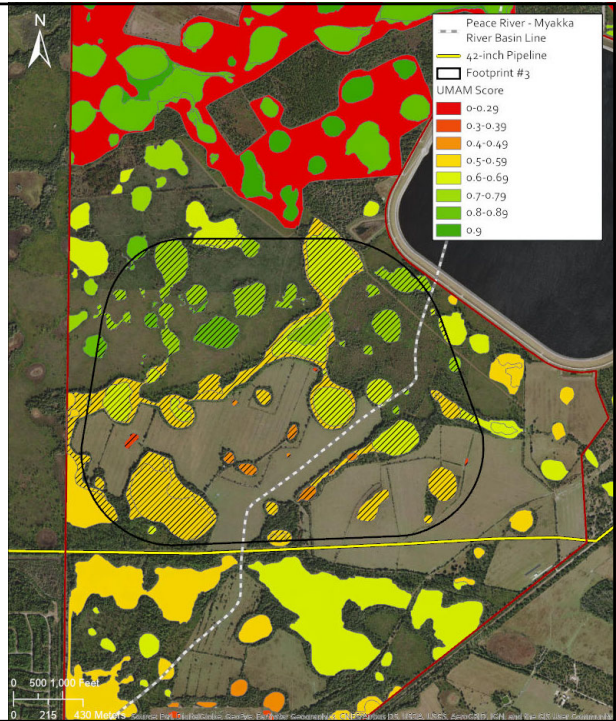 N
Peace River - Myakka
River Basin Line
42-inch Pipeline
Footprint #3
UMAM Score
0-0.29
0.3-0.39
0.4-0.49
0.5-0.59
0.6-0.69
0.7-0.79
0.8-0.89
0.9
0 500 1,000 Feet
0 215 430 Meters